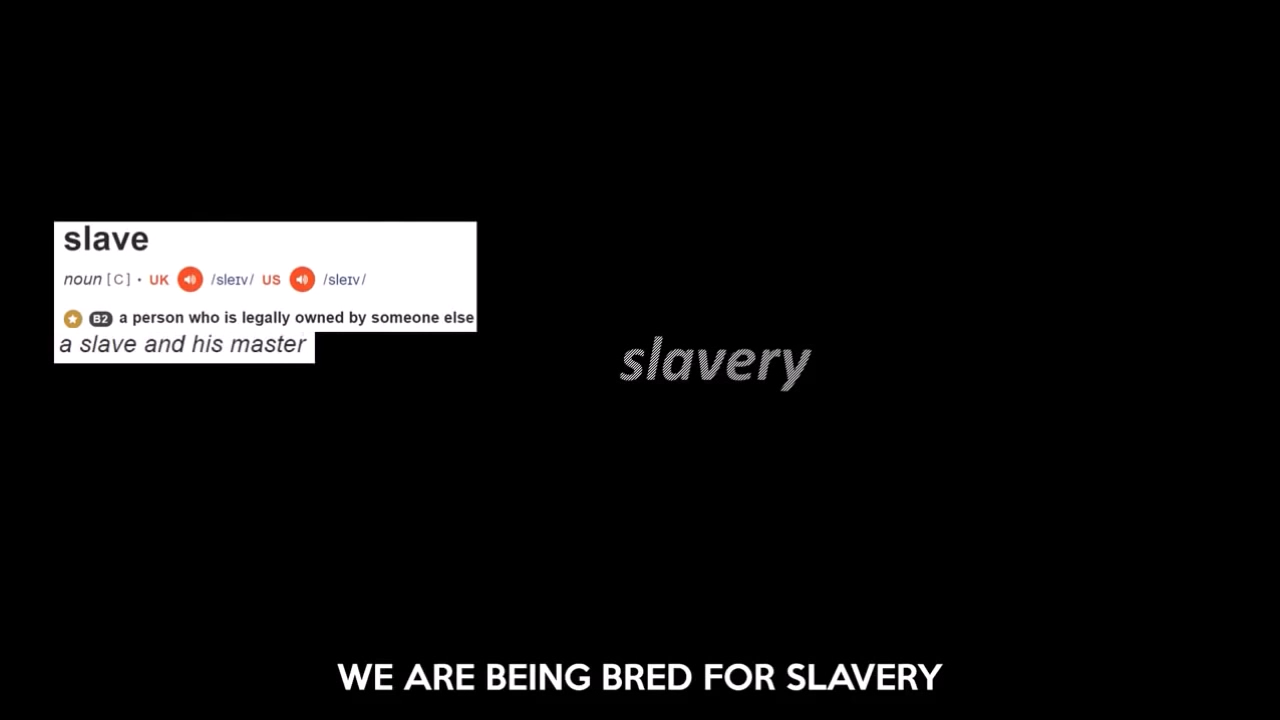 slave
noun [C] • UK /sleɪv/ US /sleɪv/
B2 a person who is legally owned by someone else
a slave and his master
slavery
WE ARE BEING BRED FOR SLAVERY